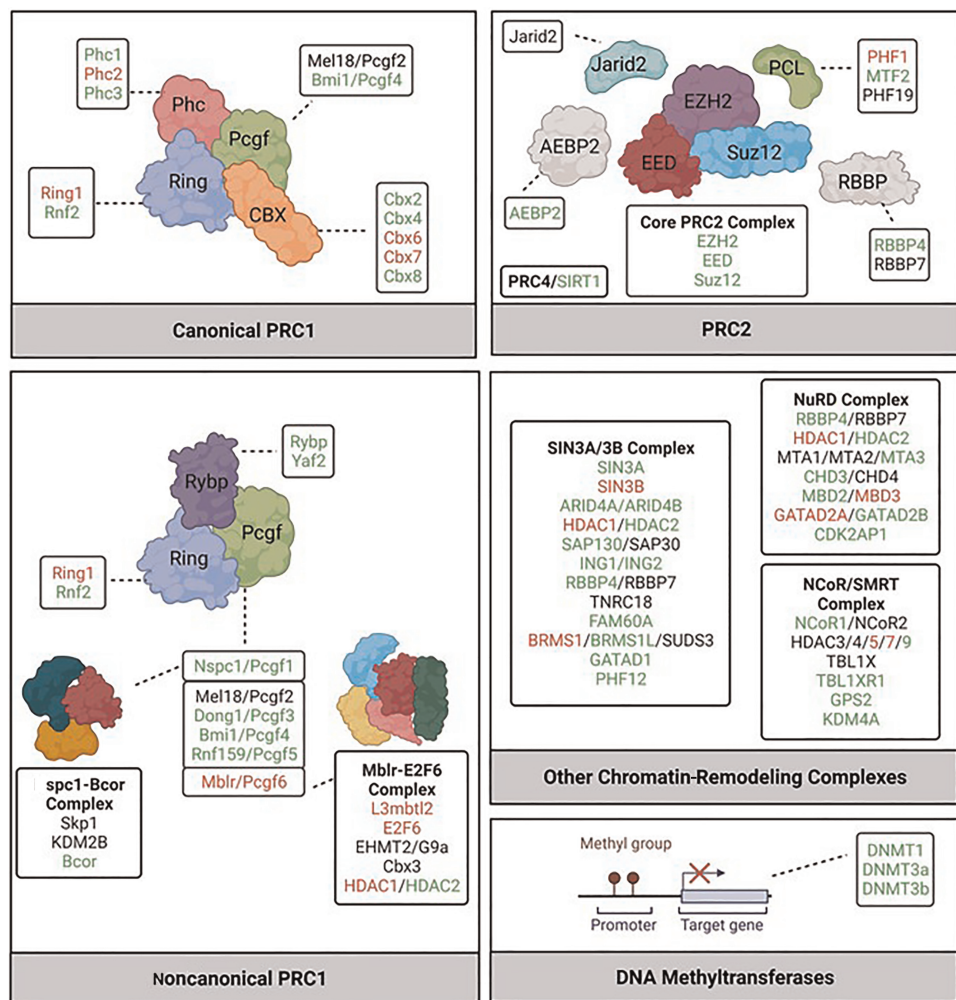 Phc1
Phc2
Phc3
Mel18/Pcgf2
Bmi1/Pcgf4
Phc
Pcgf
Ring
CBX
Ring1
Rnf2
Cbx2
Cbx4
Cbx6
Cbx7
Cbx8
Canonical PRC1
Jarid2
Jarid2
PCL
PHF1
MTF2
PHF19
EZH2
AEBP2
EED
Suz12
RBBP
AEBP2
Core PRC2 Complex
EZH2
EED
Suz12
RBBP4
RBBP7
PRC4/SIRT1
PRC2
Rybp
Yaf2
Rybp
Pcgf
Ring
Ring1
Rnf2
Nspc1/Pcgf1
Mel18/Pcgf2
Dong1/Pcgf3
Bmi1/Pcgf4
Rnf159/Pcgf5
Mblr/Pcgf6
spc1-Bcor
Complex
Skp1
KDM2B
Bcor
Mblr-E2F6
Complex
L3mbtl2
E2F6
EHMT2/G9a
Cbx3
HDAC1/HDAC2
Noncanonical PRC1
SIN3A/3B Complex
SIN3A
SIN3B
ARID4A/ARID4B
HDAC1/HDAC2
SAP130/SAP30
ING1/ING2
RBBP4/RBBP7
TNRC18
FAM60A
BRMS1/BRMS1L/SUDS3
GATAD1
PHF12
NuRD Complex
RBBP4/RBBP7
HDAC1/HDAC2
MTA1/MTA2/MTA3
CHD3/CHD4
MBD2/MBD3
GATAD2A/GATAD2B
CDK2AP1
NCoR/SMRT
Complex
NCoR1/NCoR2
HDAC3/4/5/7/9
TBL1X
TBL1XR1
GPS2
KDM4A
Other Chromatin-Remodeling Complexes
Methyl group
Promoter
Target gene
DNMT1
DNMT3a
DNMT3b
DNA Methyltransferases